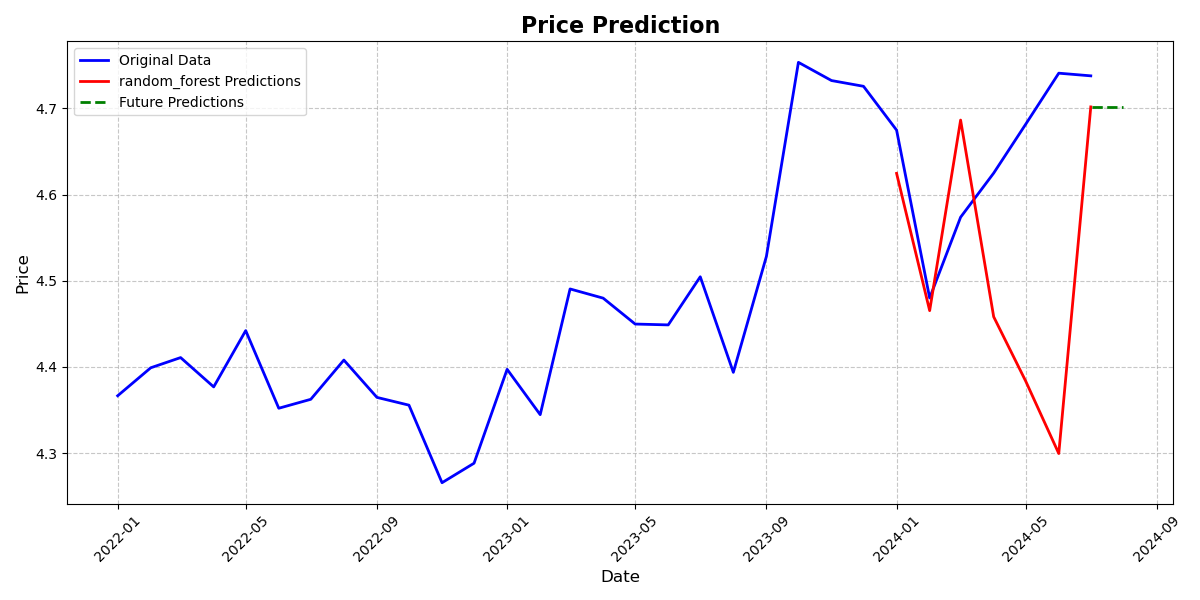 Price Prediction
Original Data
random_forest Predictions
Future Predictions
Price
4.7
4.6
4.5
4.4
4.3
2022-01
2022-05
2022-09
2023-01
2023-05
2023-09
2024-01
2024-05
2024-09
Date